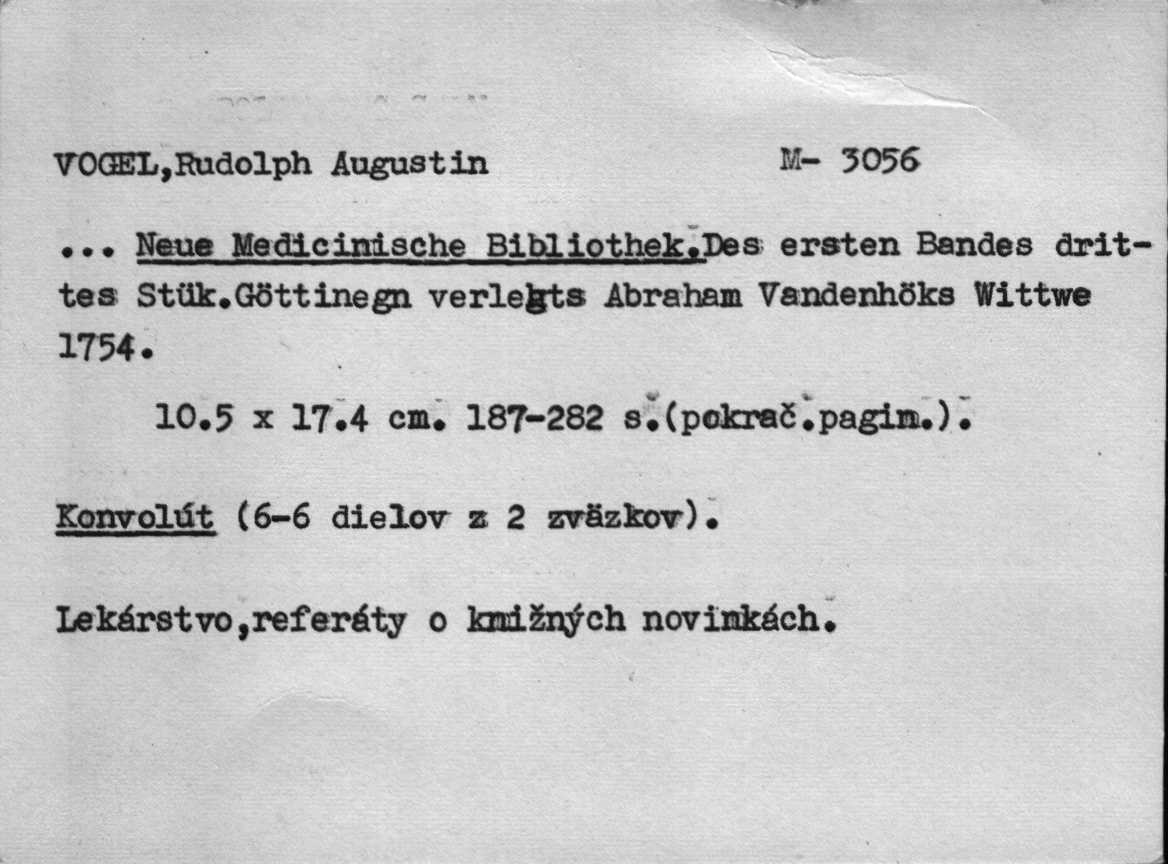 VOGEL,Rudolph Augustin M- 3056
... Neue Medicinische Bibliothek.Des ersten Bandes drit-
tes Stük.Göttinegn verlegts Abraham Vandenhöks Wittwe
1754.
10.5 x 17.4 cm. 187-282 s.(pokrač.pagin.).
Konvolút (6-6 dielov z 2 zväzkov).
Lekárstvo,referáty o knižných novinkách.